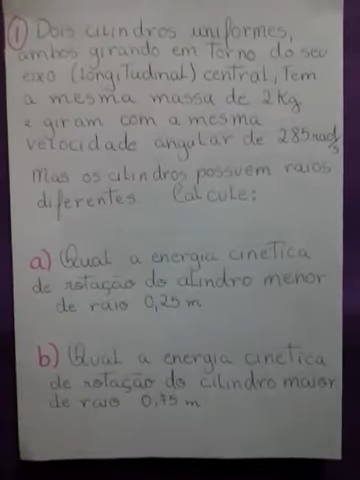 1 Dois cilindros uniformes,
ambos girando em Torno do seu
eixo (longiTudinal) central, Tem
a mesma massa de 2 Kg
e giram com a mesma
velocidade angular de 285 rad/s
Mas os cilindros possuem raios
diferentes. Calcule:
a) Qual a energia cinetica
de rotação do cilindro menor
de raio 0,25 m
b) Qual a energia cinetica
de rotação do cilindro maior
de raio 0,75 m